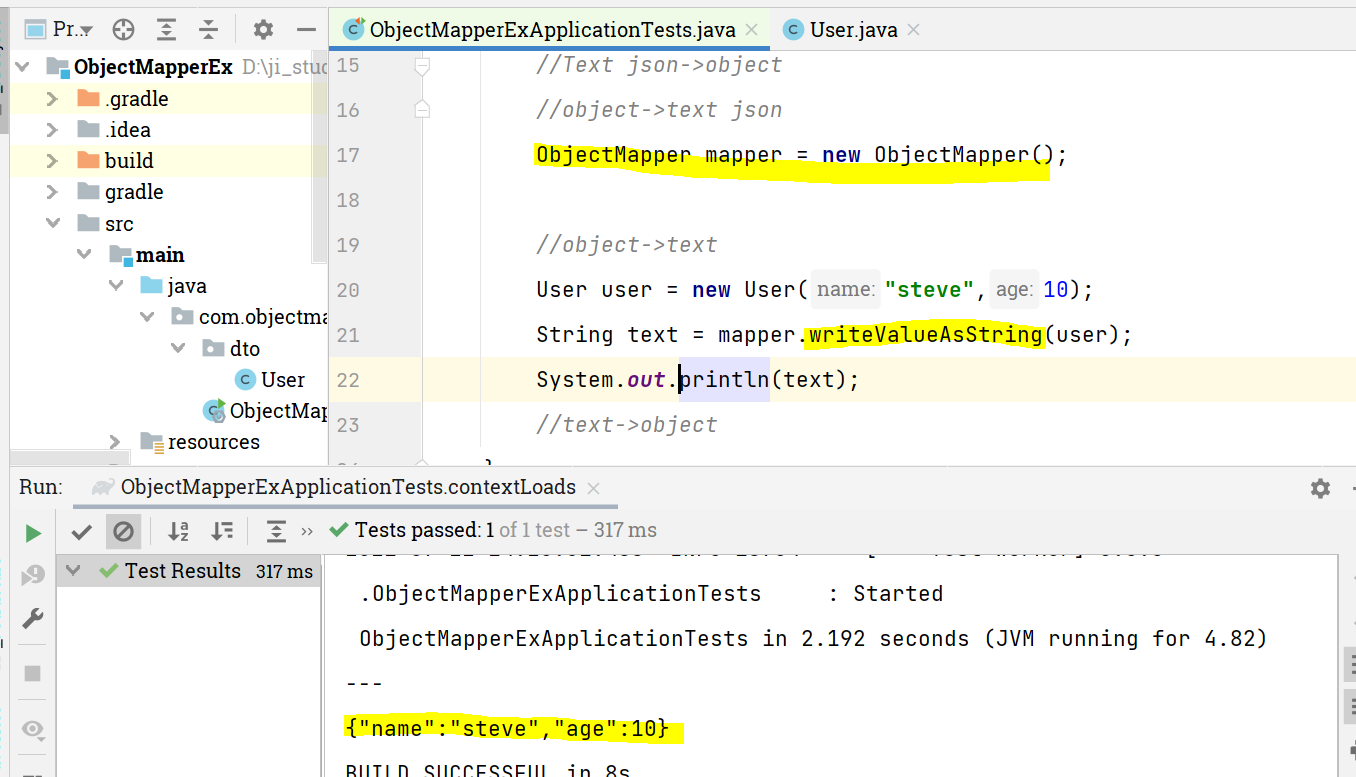 Pr..
ObjectMapperExApplicationTests.java
User.java
ObjectMapperEx D:\ji_stud
.gradle
.idea
build
gradle
src
main
java
com.objectma
dto
User
ObjectMap
resources
15 //Text json->object
16 //object->text json
17 ObjectMapper mapper = new ObjectMapper();
18
19 //object->text
20 User user = new User( name: "steve", age: 10);
21 String text = mapper.writeValueAsString(user);
22 System.out.println(text);
23 //text->object
}
Run: ObjectMapperExApplicationTests.contextLoads
Tests passed: 1 of 1 test – 317 ms
Test Results 317 ms
.ObjectMapperExApplicationTests : Started
ObjectMapperExApplicationTests in 2.192 seconds (JVM running for 4.82)
---
{"name":"steve","age":10}
BUILD SUCCESSFUL in 8s